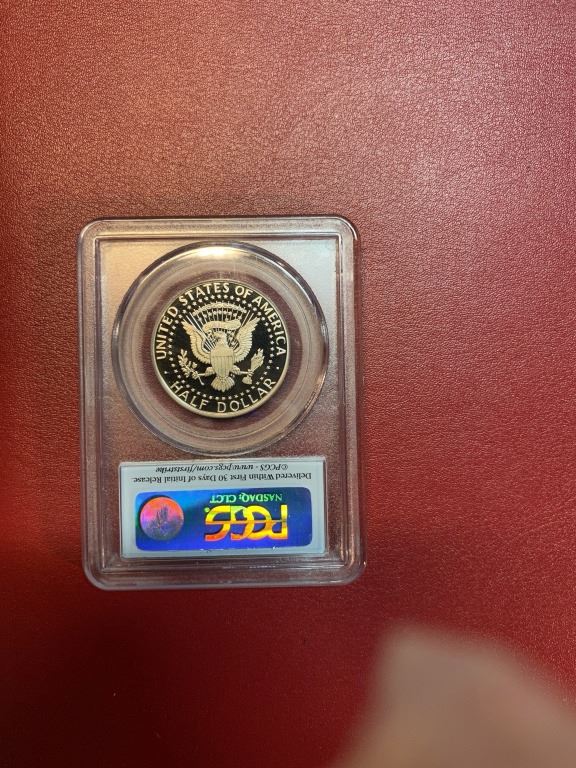 UNITED STATES OF AMERICA
HALF DOLLAR
PCGS
NASDAQ: CLCT
Delivered Within First 30 Days of Initial Release
©PCGS - www.pcgs.com/firststrike